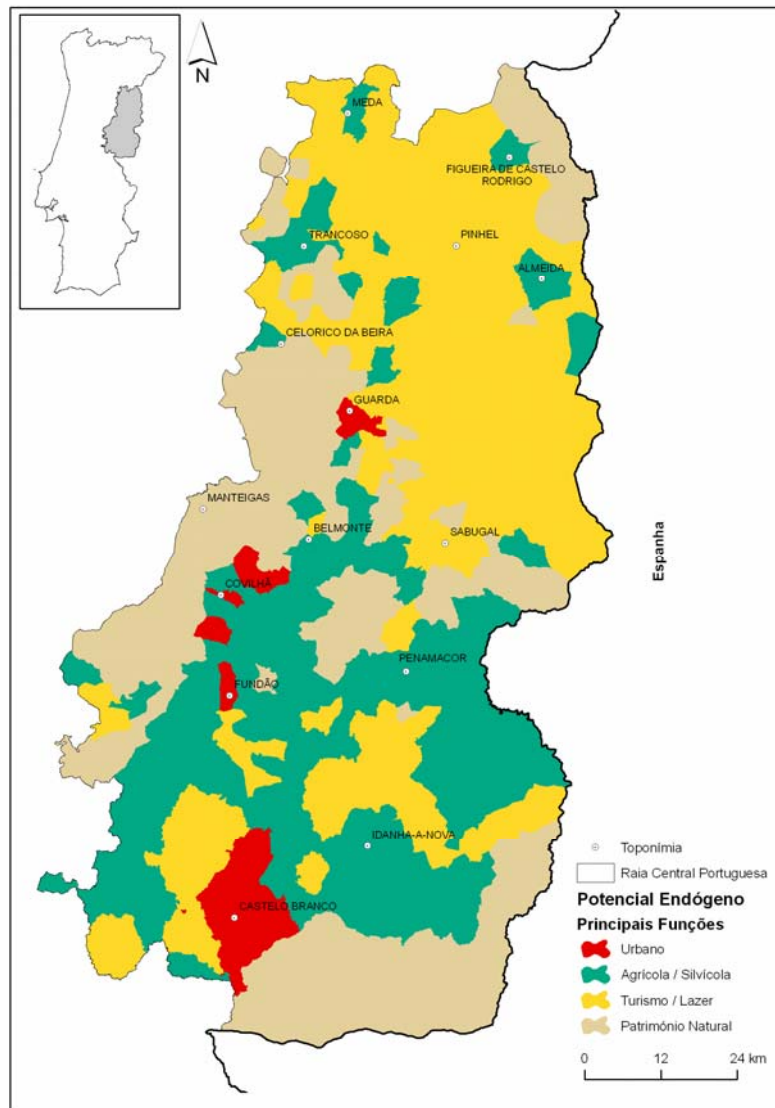 N
MEDA
FIGUEIRA DE CASTELO
RODRIGO
TRANCOSO
PINHEL
ALMEIDA
CELORICO DA BEIRA
GUARDA
MANTEIGAS
BELMONTE
SABUGAL
Espanha
COVILHÃ
PENAMACOR
FUNDÃO
IDANHA-A-NOVA
CASTELO BRANCO
Toponímia
Raia Central Portuguesa
Potencial Endógeno
Principais Funções
Urbano
Agrícola / Silvícola
Turismo / Lazer
Património Natural
0 12 24 km